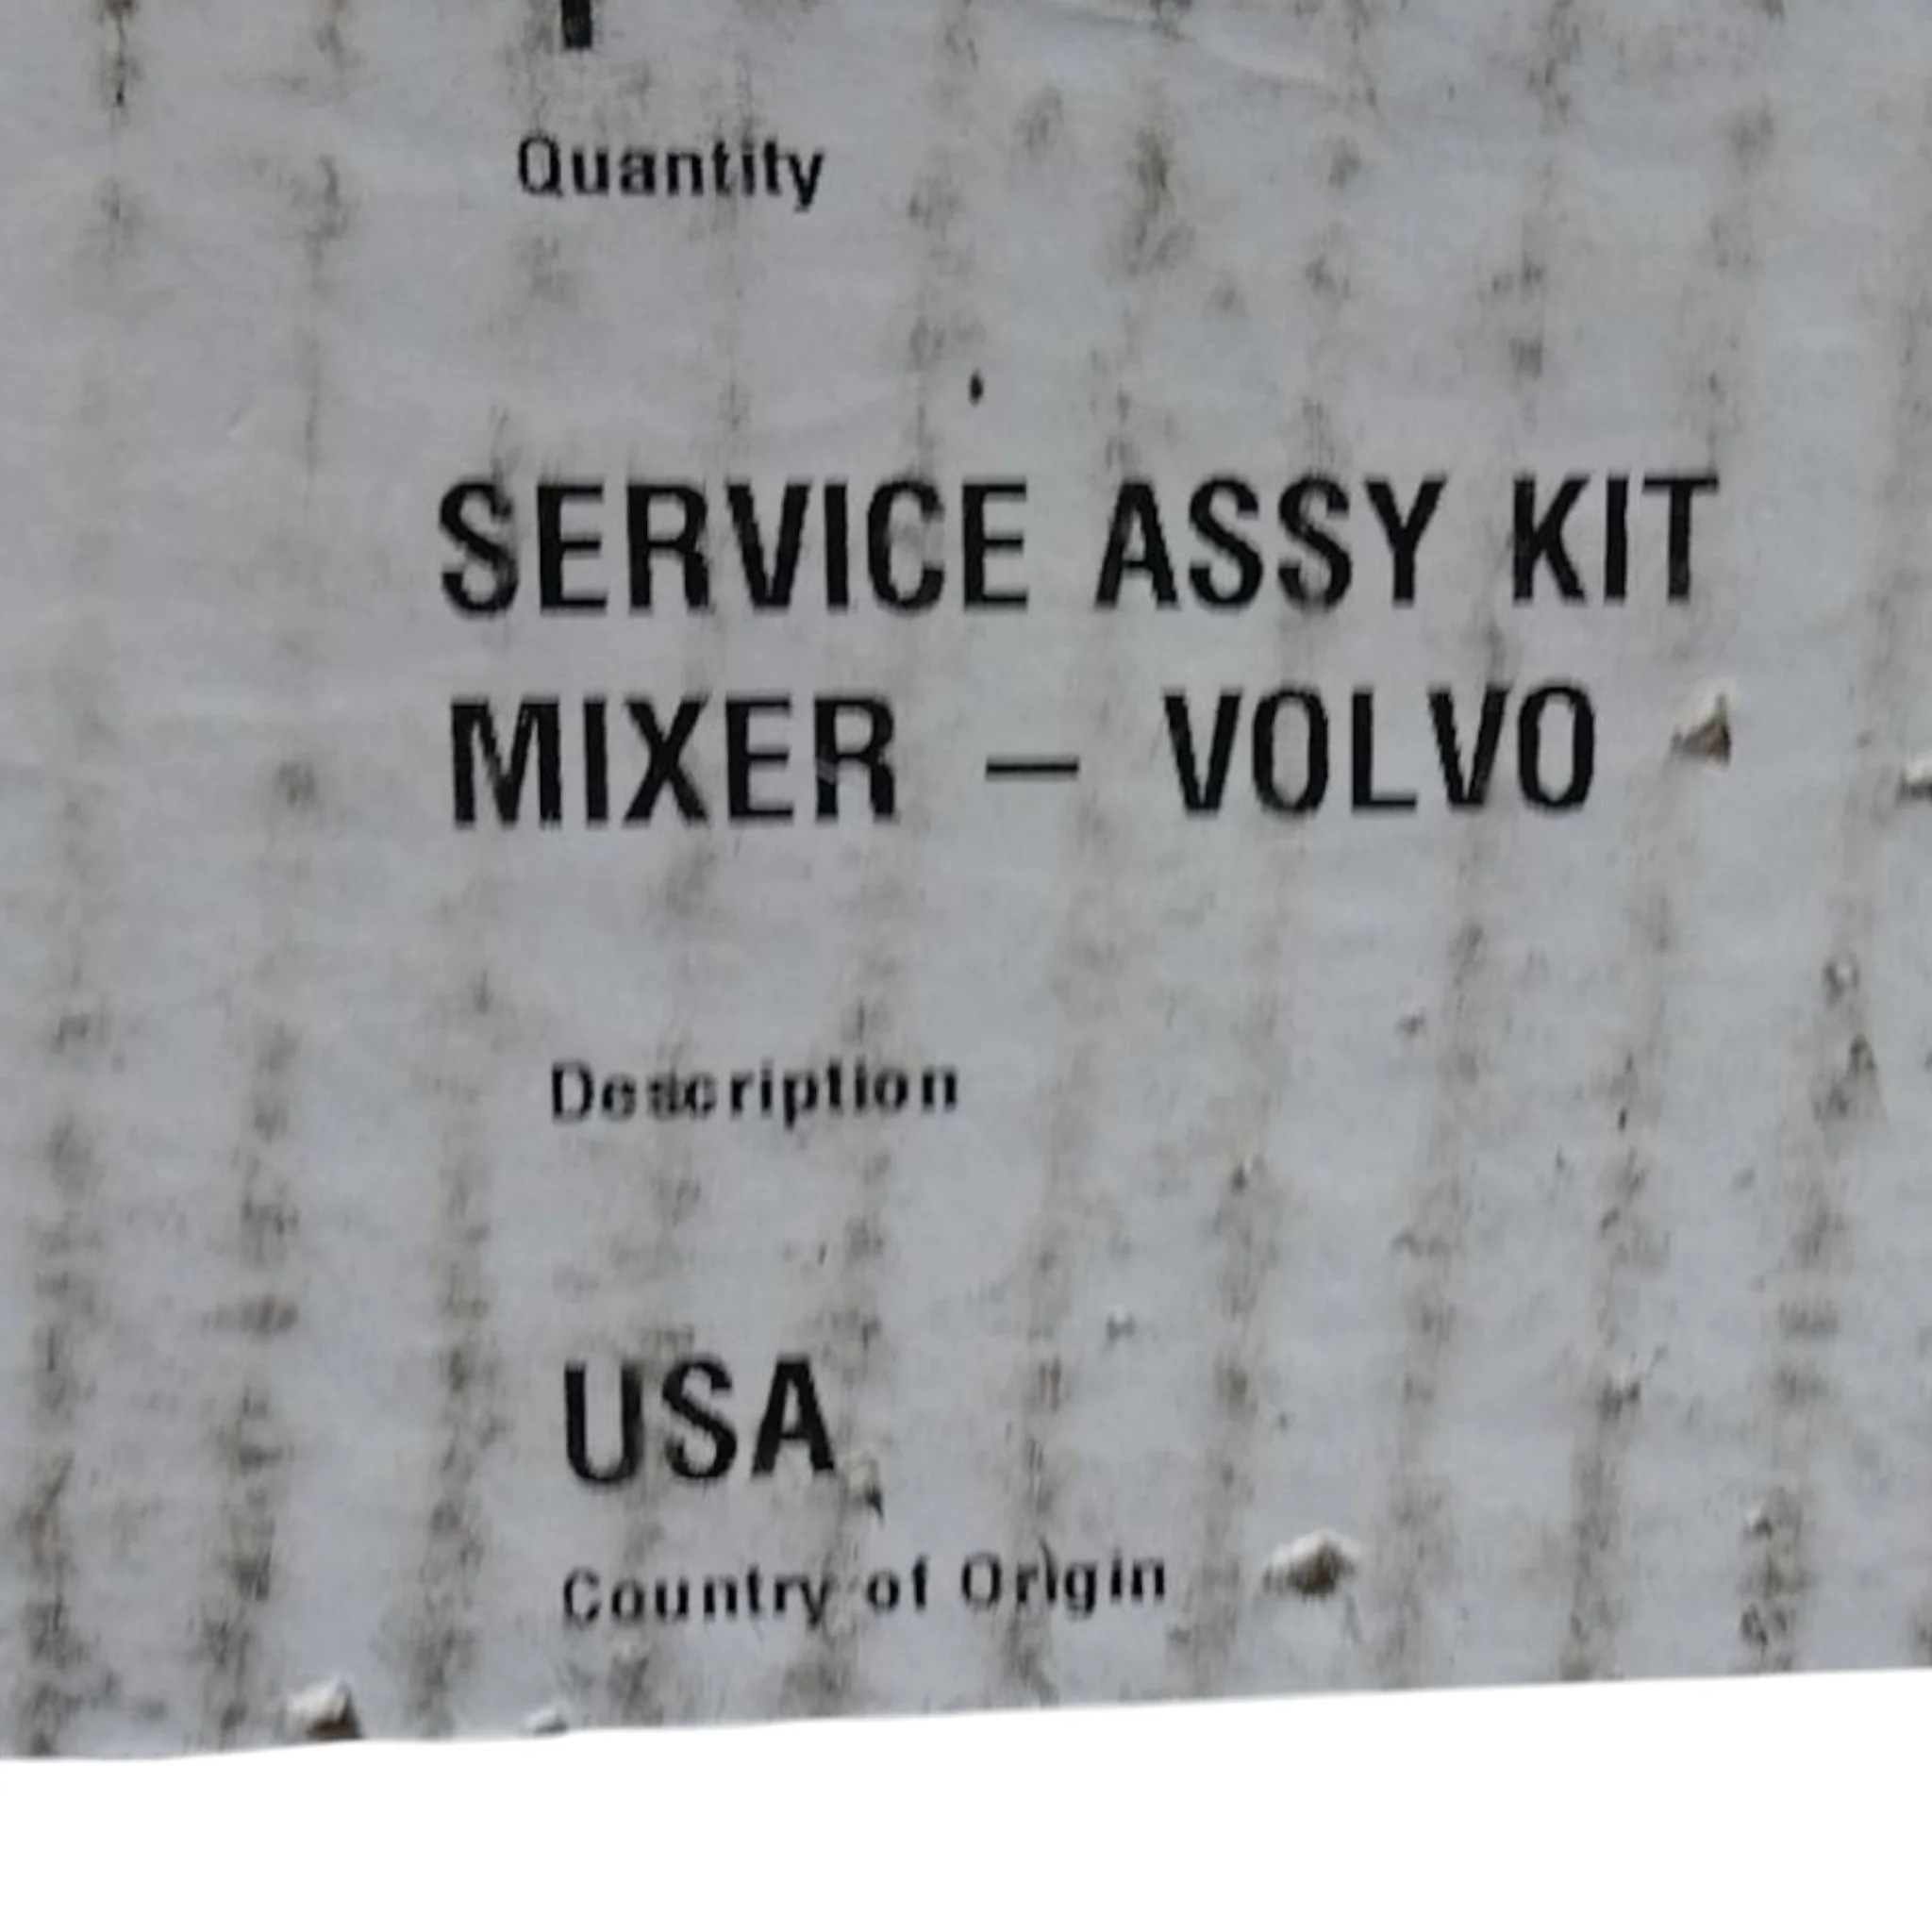 Quantity
SERVICE ASSY KIT
MIXER – VOLVO
Description
USA
Country of Origin